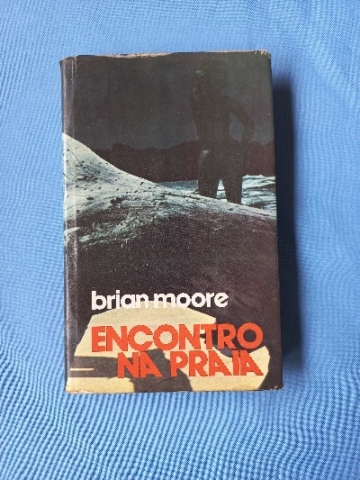 brian moore
ENCONTRO
NA PRAIA